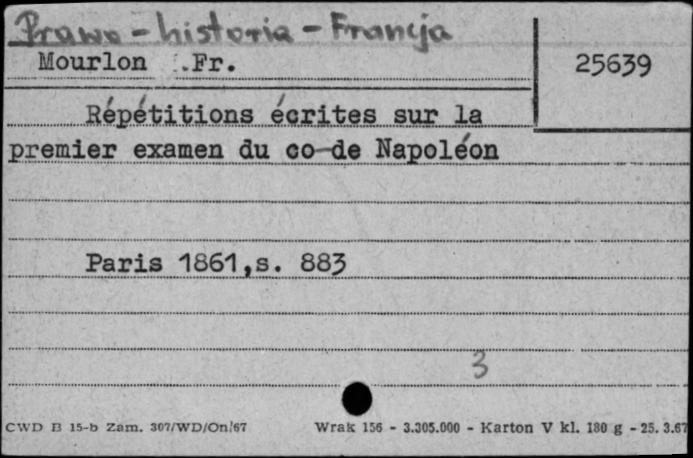 Prawo - historia - Francja
Mourlon Fr.
25639
Répétitions écrites sur la
premier examen du co-de Napoléon
Paris 1861,s. 883
3
CWD B 15-b Zam. 307/WD/On/67 Wrak 156 - 3.305.000 - Karton V kl. 180 g - 25. 3.67